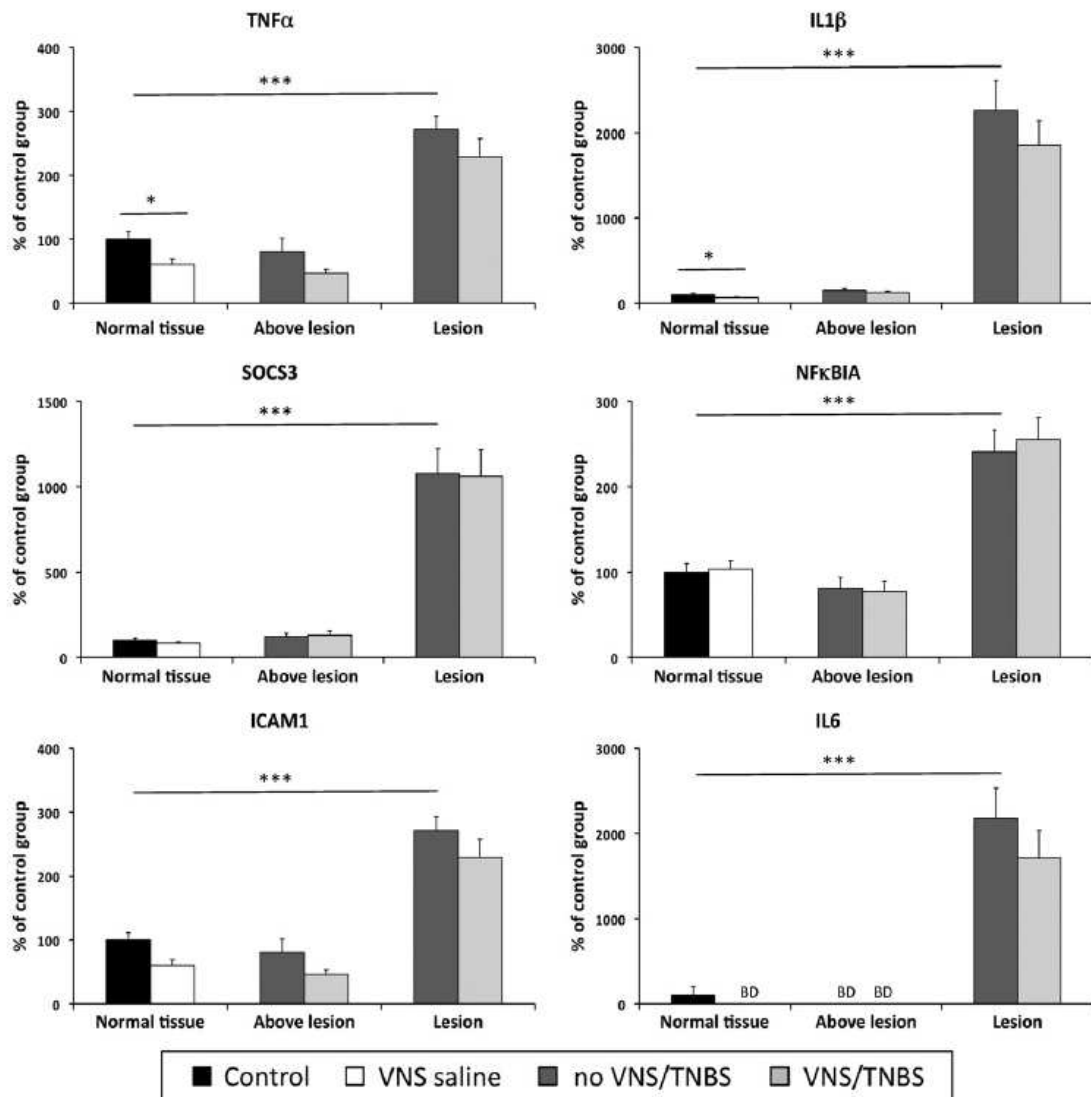 TNFα
% of control group
400
300
200
100
0
***
*
Normal tissue
Above lesion
Lesion
IL1β
% of control group
3000
2000
1000
0
***
*
Normal tissue
Above lesion
Lesion
SOCS3
% of control group
1500
1000
500
0
***
Normal tissue
Above lesion
Lesion
NFκBIA
% of control group
300
200
100
0
***
Normal tissue
Above lesion
Lesion
ICAM1
% of control group
400
300
200
100
0
***
Normal tissue
Above lesion
Lesion
IL6
% of control group
3000
2000
1000
0
***
BD
BD
BD
Normal tissue
Above lesion
Lesion
Control
VNS saline
no VNS/TNBS
VNS/TNBS